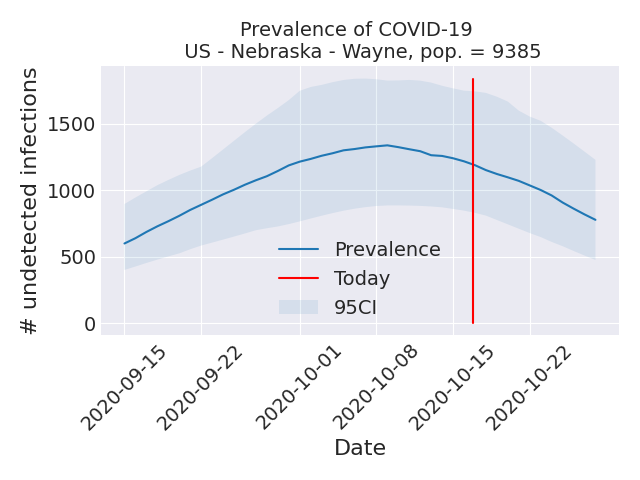 Prevalence of COVID-19
US - Nebraska - Wayne, pop. = 9385
# undetected infections
1500
1000
500
0
Prevalence
Today
95CI
2020-09-15
2020-09-22
2020-10-01
2020-10-08
2020-10-15
2020-10-22
Date